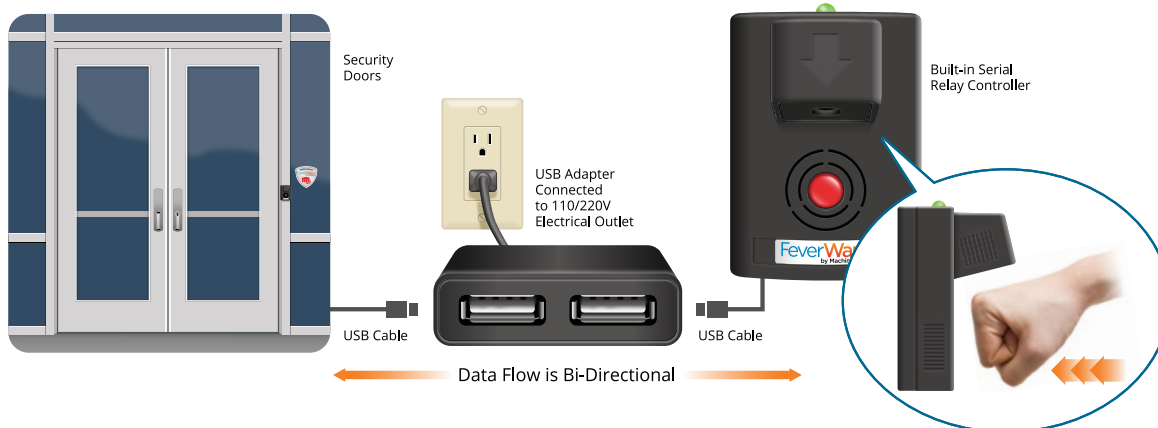 Security
Doors
USB Adapter
Connected
to 110/220V
Electrical Outlet
Built-in Serial
Relay Controller
USB Cable
USB Cable
Data Flow is Bi-Directional